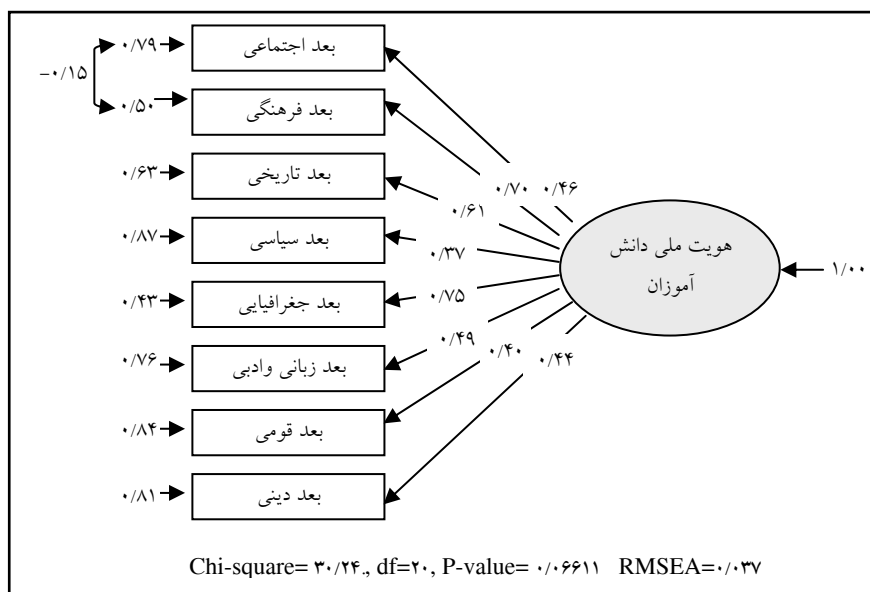 ۰/۷۹
بعد اجتماعی
-۰/۱۵
۰/۵۰
بعد فرهنگی
۰/۶۳
بعد تاریخی
۰/۸۷
بعد سیاسی
۰/۴۳
بعد جغرافیایی
۰/۷۶
بعد زبانی وادبی
۰/۸۴
بعد قومی
۰/۸۱
بعد دینی
۰/۴۶
۰/۷۰
۰/۶۱
۰/۳۷
۰/۷۵
۰/۴۹
۰/۴۰
۰/۴۴
هویت ملی دانش
آموزان
۱/۰۰
Chi-square= ۳۰/۲۴., df=۲۰, P-value= ۰/۰۶۶۱۱ RMSEA=۰/۰۳۷